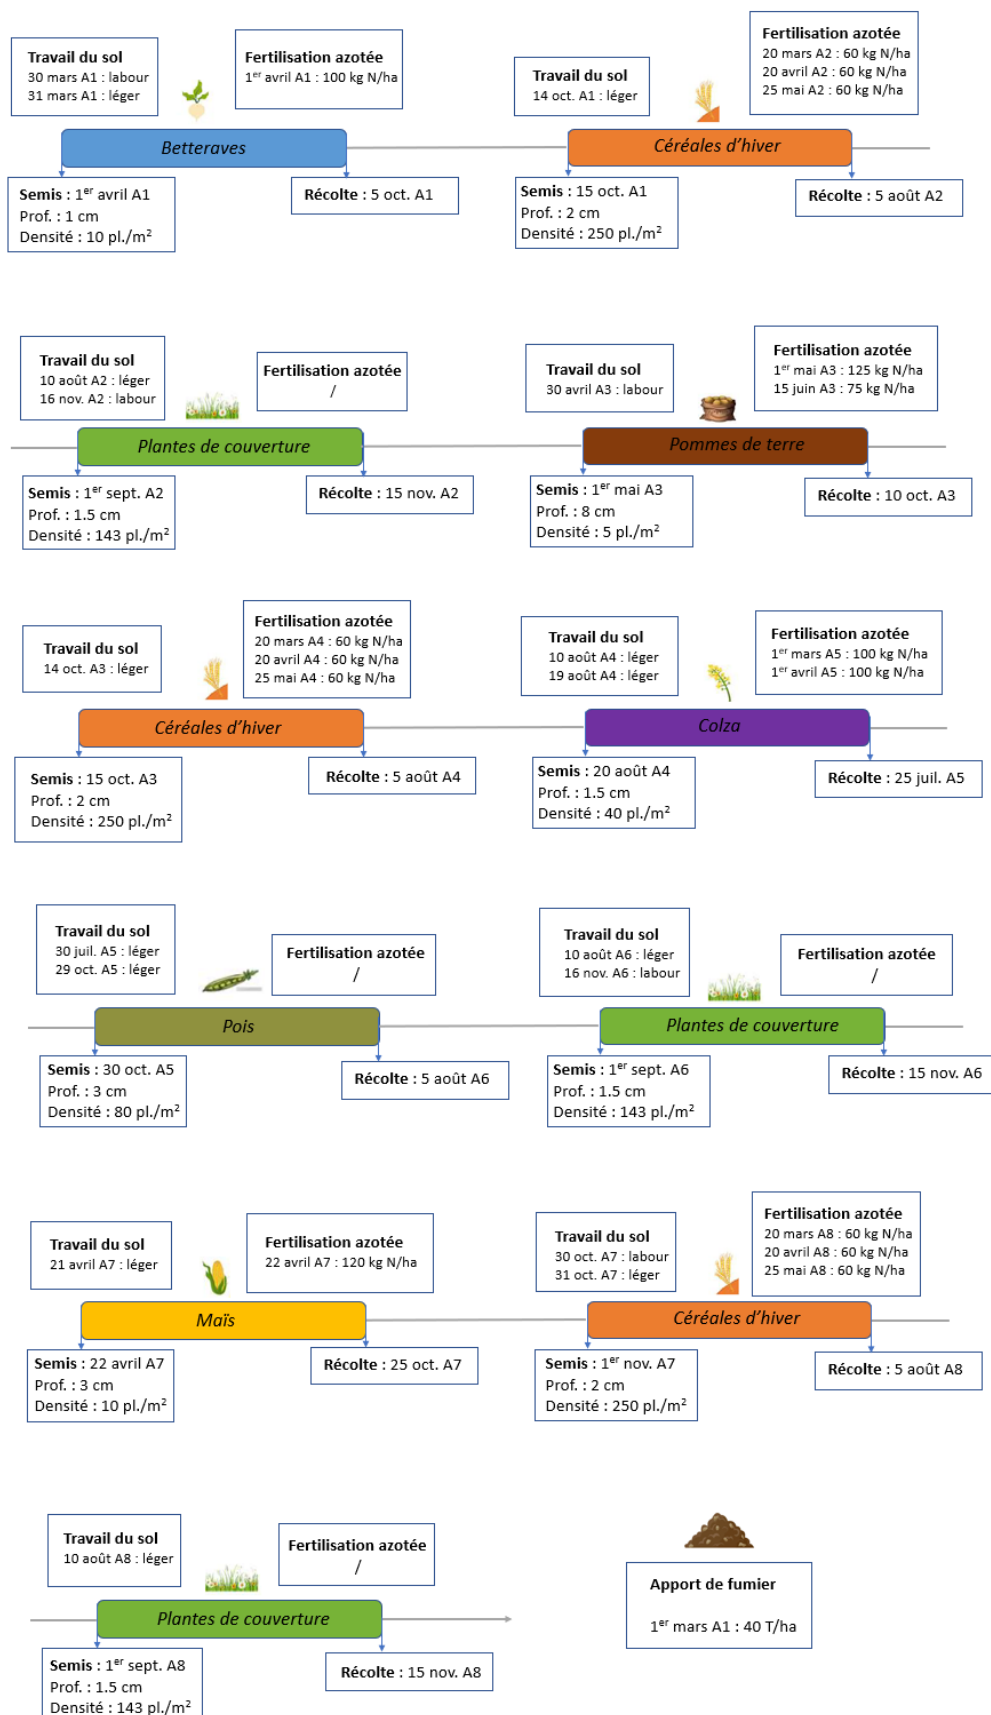 Travail du sol
30 mars A1 : labour
31 mars A1 : léger
Fertilisation azotée
1er avril A1 : 100 kg N/ha
Betteraves
Semis : 1er avril A1
Prof. : 1 cm
Densité : 10 pl./m²
Récolte : 5 oct. A1
Travail du sol
14 oct. A1 : léger
Fertilisation azotée
20 mars A2 : 60 kg N/ha
20 avril A2 : 60 kg N/ha
25 mai A2 : 60 kg N/ha
Céréales d'hiver
Semis : 15 oct. A1
Prof. : 2 cm
Densité : 250 pl./m²
Récolte : 5 août A2
Travail du sol
10 août A2 : léger
16 nov. A2 : labour
Fertilisation azotée
/
Plantes de couverture
Semis : 1er sept. A2
Prof. : 1.5 cm
Densité : 143 pl./m²
Récolte : 15 nov. A2
Travail du sol
30 avril A3 : labour
Fertilisation azotée
1er mai A3 : 125 kg N/ha
15 juin A3 : 75 kg N/ha
Pommes de terre
Semis : 1er mai A3
Prof. : 8 cm
Densité : 5 pl./m²
Récolte : 10 oct. A3
Travail du sol
14 oct. A3 : léger
Fertilisation azotée
20 mars A4 : 60 kg N/ha
20 avril A4 : 60 kg N/ha
25 mai A4 : 60 kg N/ha
Céréales d'hiver
Semis : 15 oct. A3
Prof. : 2 cm
Densité : 250 pl./m²
Récolte : 5 août A4
Travail du sol
10 août A4 : léger
19 août A4 : léger
Fertilisation azotée
1er mars A5 : 100 kg N/ha
1er avril A5 : 100 kg N/ha
Colza
Semis : 20 août A4
Prof. : 1.5 cm
Densité : 40 pl./m²
Récolte : 25 juil. A5
Travail du sol
30 juil. A5 : léger
29 oct. A5 : léger
Fertilisation azotée
/
Pois
Semis : 30 oct. A5
Prof. : 3 cm
Densité : 80 pl./m²
Récolte : 5 août A6
Travail du sol
10 août A6 : léger
16 nov. A6 : labour
Fertilisation azotée
/
Plantes de couverture
Semis : 1er sept. A6
Prof. : 1.5 cm
Densité : 143 pl./m²
Récolte : 15 nov. A6
Travail du sol
21 avril A7 : léger
Fertilisation azotée
22 avril A7 : 120 kg N/ha
Maïs
Semis : 22 avril A7
Prof. : 3 cm
Densité : 10 pl./m²
Récolte : 25 oct. A7
Travail du sol
30 oct. A7 : labour
31 oct. A7 : léger
Fertilisation azotée
20 mars A8 : 60 kg N/ha
20 avril A8 : 60 kg N/ha
25 mai A8 : 60 kg N/ha
Céréales d'hiver
Semis : 1er nov. A7
Prof. : 2 cm
Densité : 250 pl./m²
Récolte : 5 août A8
Travail du sol
10 août A8 : léger
Fertilisation azotée
/
Plantes de couverture
Semis : 1er sept. A8
Prof. : 1.5 cm
Densité : 143 pl./m²
Récolte : 15 nov. A8
Apport de fumier
1er mars A1 : 40 T/ha